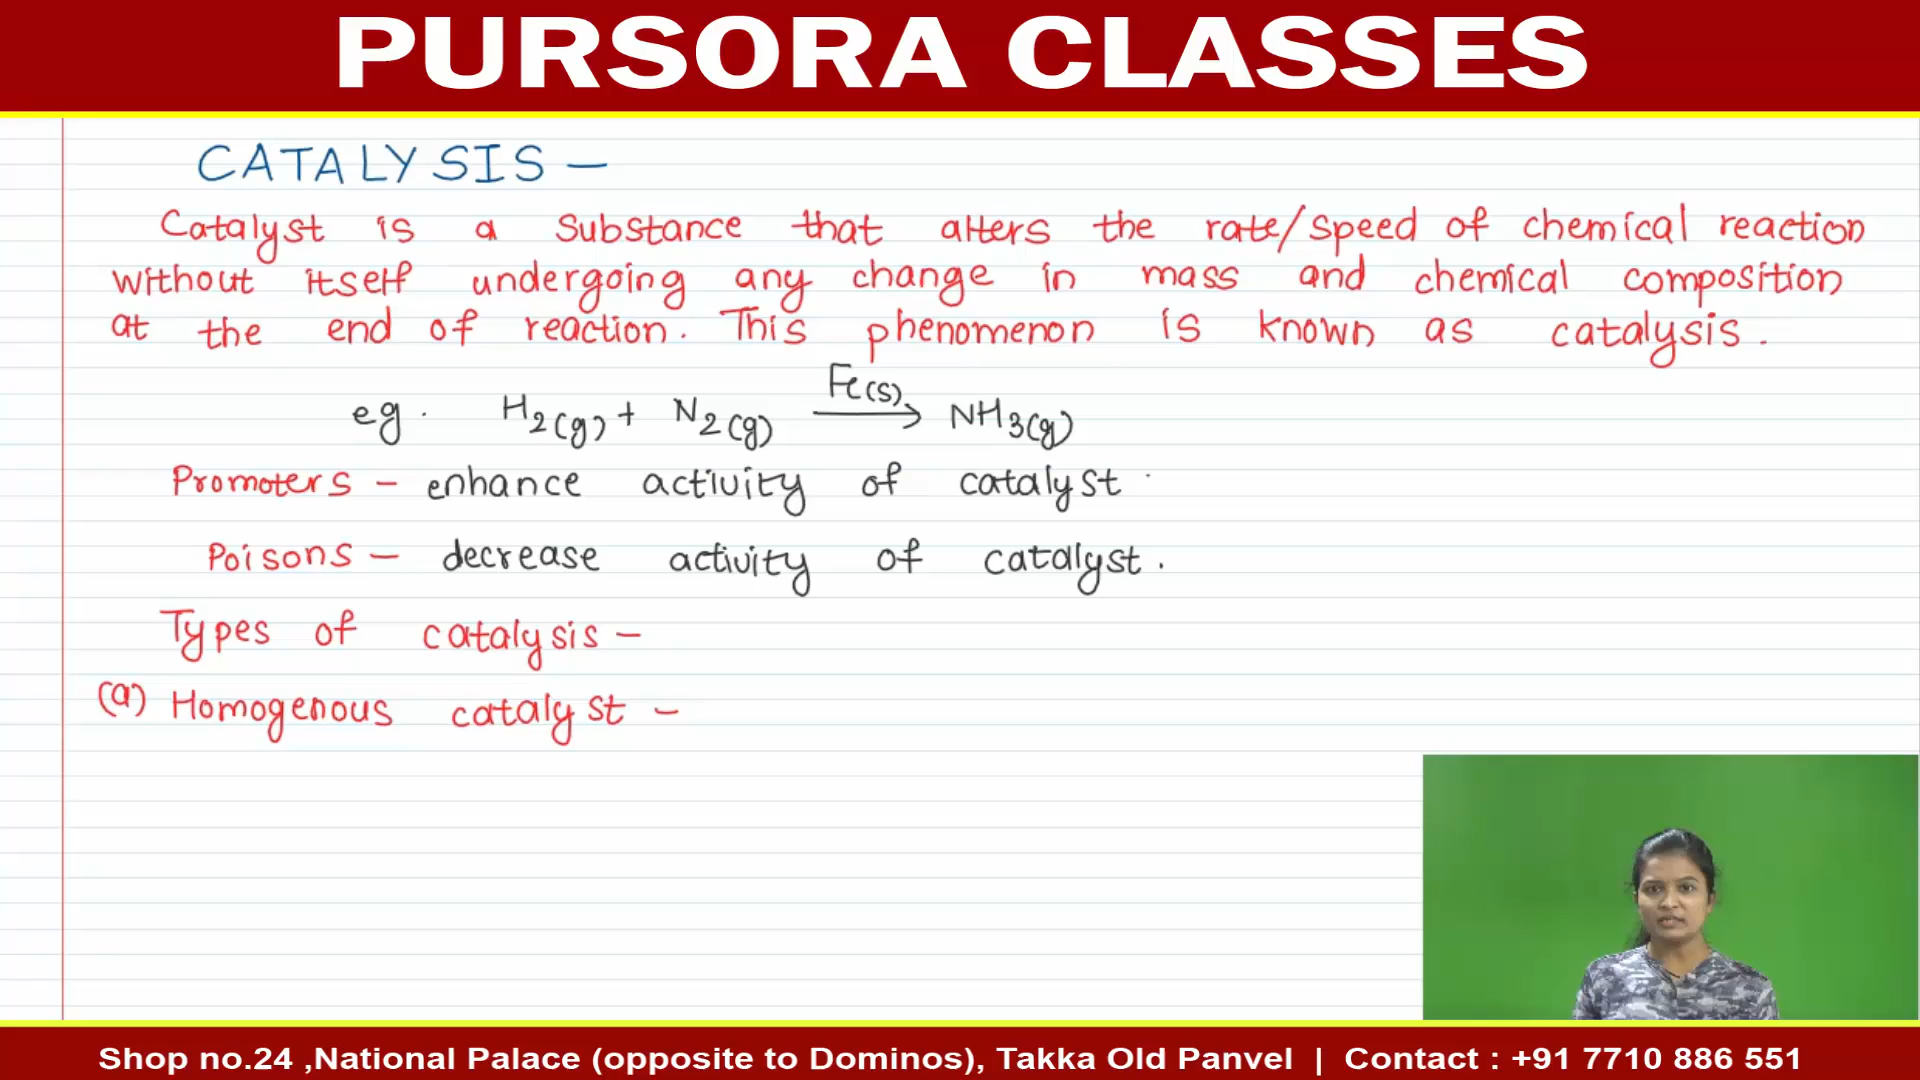 PURSORA CLASSES
CATALYSIS -
Catalyst is a substance that alters the rate/speed of chemical reaction
without itself undergoing any change in mass and chemical composition
at the end of reaction. This phenomenon is known as catalysis.
eg. H2(g) + N2(g) Fe(s)→ NH3(g)
Promoters - enhance activity of catalyst.
Poisons - decrease activity of catalyst.
Types of catalysis -
(a) Homogenous catalyst -
Shop no.24 ,National Palace (opposite to Dominos), Takka Old Panvel | Contact : +91 7710 886 551